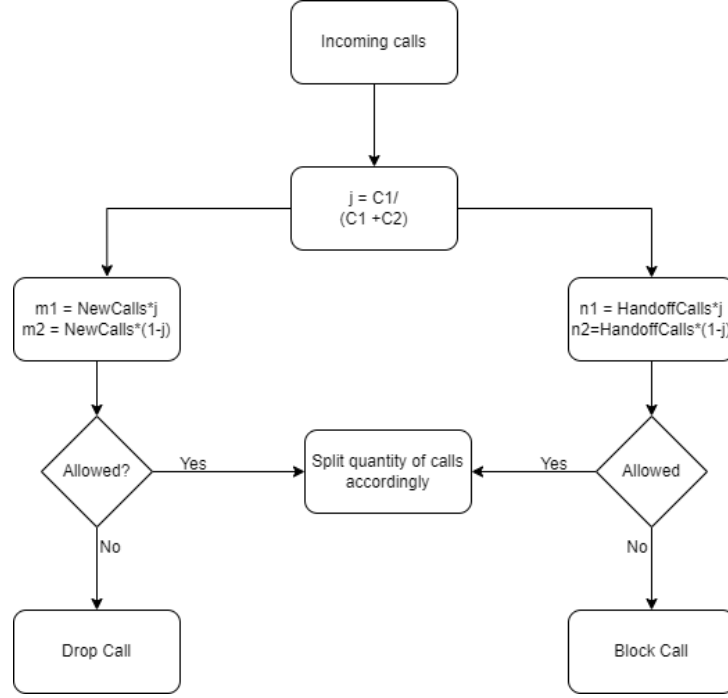 Incoming calls
j = C1/
(C1 +C2)
m1 = NewCalls*j
m2 = NewCalls*(1-j)
n1 = HandoffCalls*j
n2=HandoffCalls*(1-j)
Allowed?
Yes
Split quantity of calls
accordingly
Yes
Allowed
No
No
Drop Call
Block Call